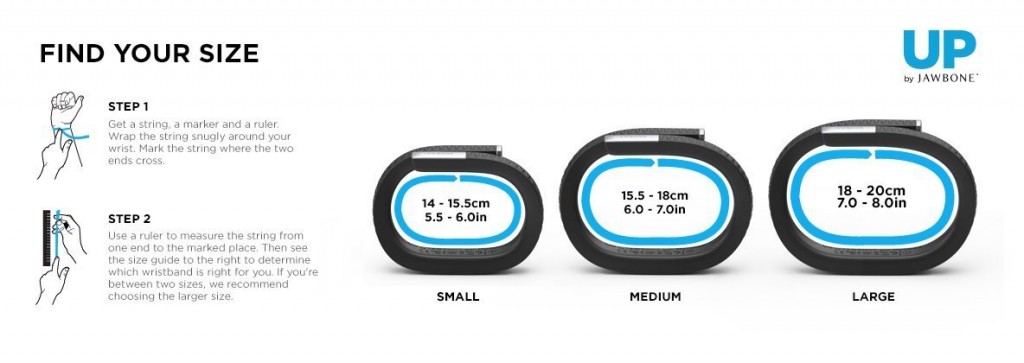 FIND YOUR SIZE
UP
by JAWBONE®
STEP 1
Get a string, a marker and a ruler.
Wrap the string snugly around your
wrist. Mark the string where the two
ends cross.
STEP 2
Use a ruler to measure the string from
one end to the marked place. Then see
the size guide to the right to determine
which wristband is right for you. If you're
between two sizes, we recommend
choosing the larger size.
14 - 15.5cm
5.5 - 6.0in
SMALL
15.5 - 18cm
6.0 - 7.0in
MEDIUM
18 - 20cm
7.0 - 8.0in
LARGE